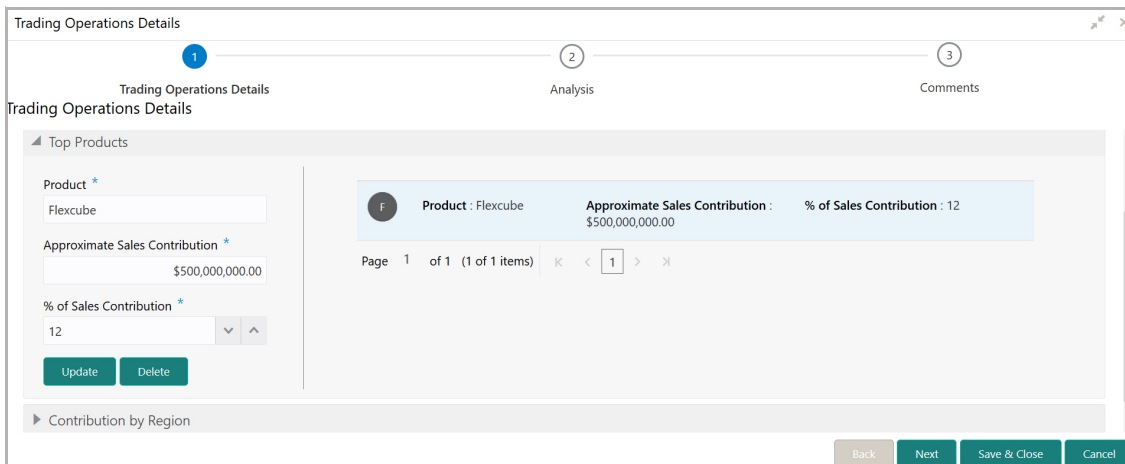 Trading Operations Details
1
2
3
Trading Operations Details
Analysis
Comments
Trading Operations Details
Top Products
Product *
Flexcube
Approximate Sales Contribution *
$500,000,000.00
% of Sales Contribution *
12
Update Delete
F
Product : Flexcube
Approximate Sales Contribution :
$500,000,000.00
% of Sales Contribution : 12
Page 1 of 1 (1 of 1 items) 1
Contribution by Region
Back Next Save & Close Cancel